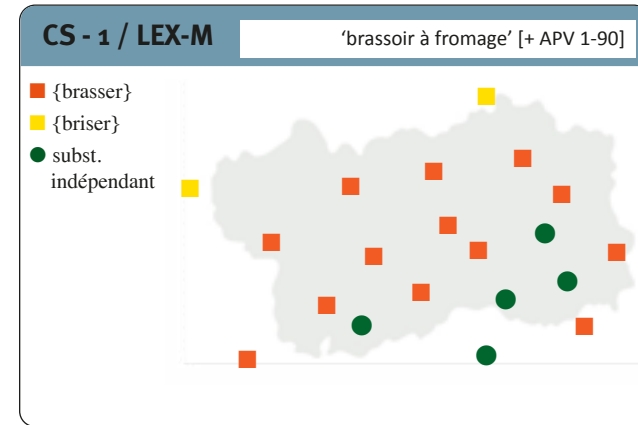 CS - 1 / LEX-M
‘brassoir à fromage’ [+ APV 1-90]
{brasser}
{briser}
subst.
indépendant